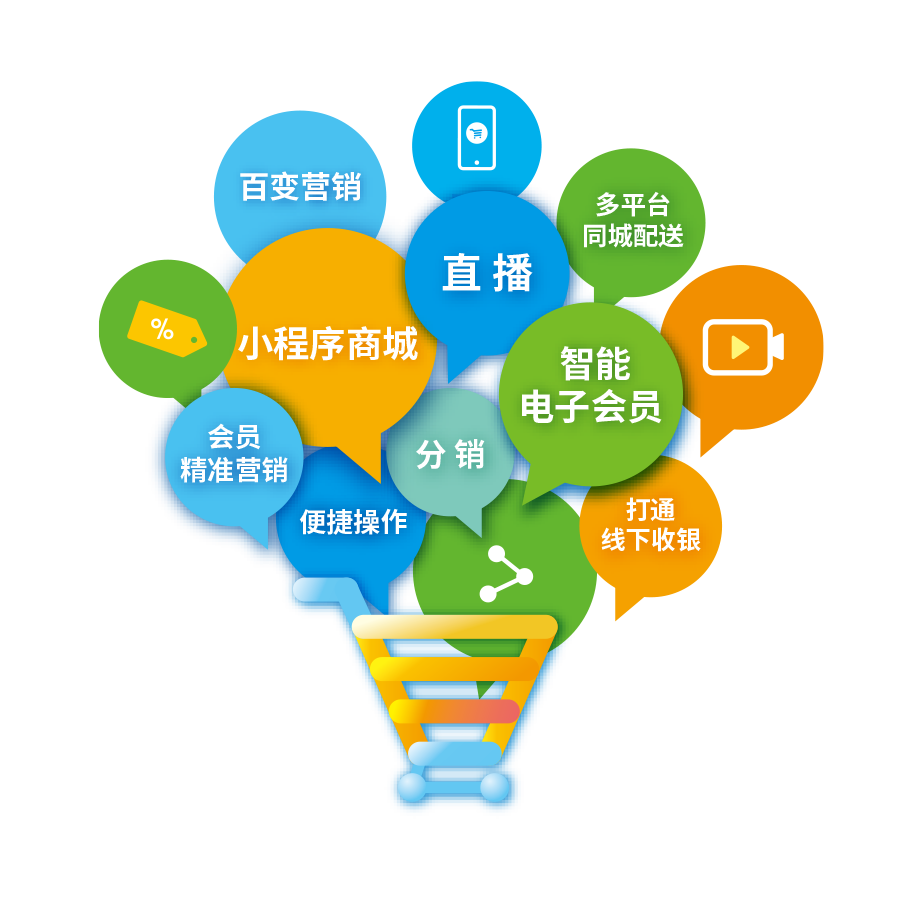 百变营销
多平台
同城配送
直播
小程序商城
%
智能
电子会员
会员
精准营销
分销
便捷操作
打通
线下收银